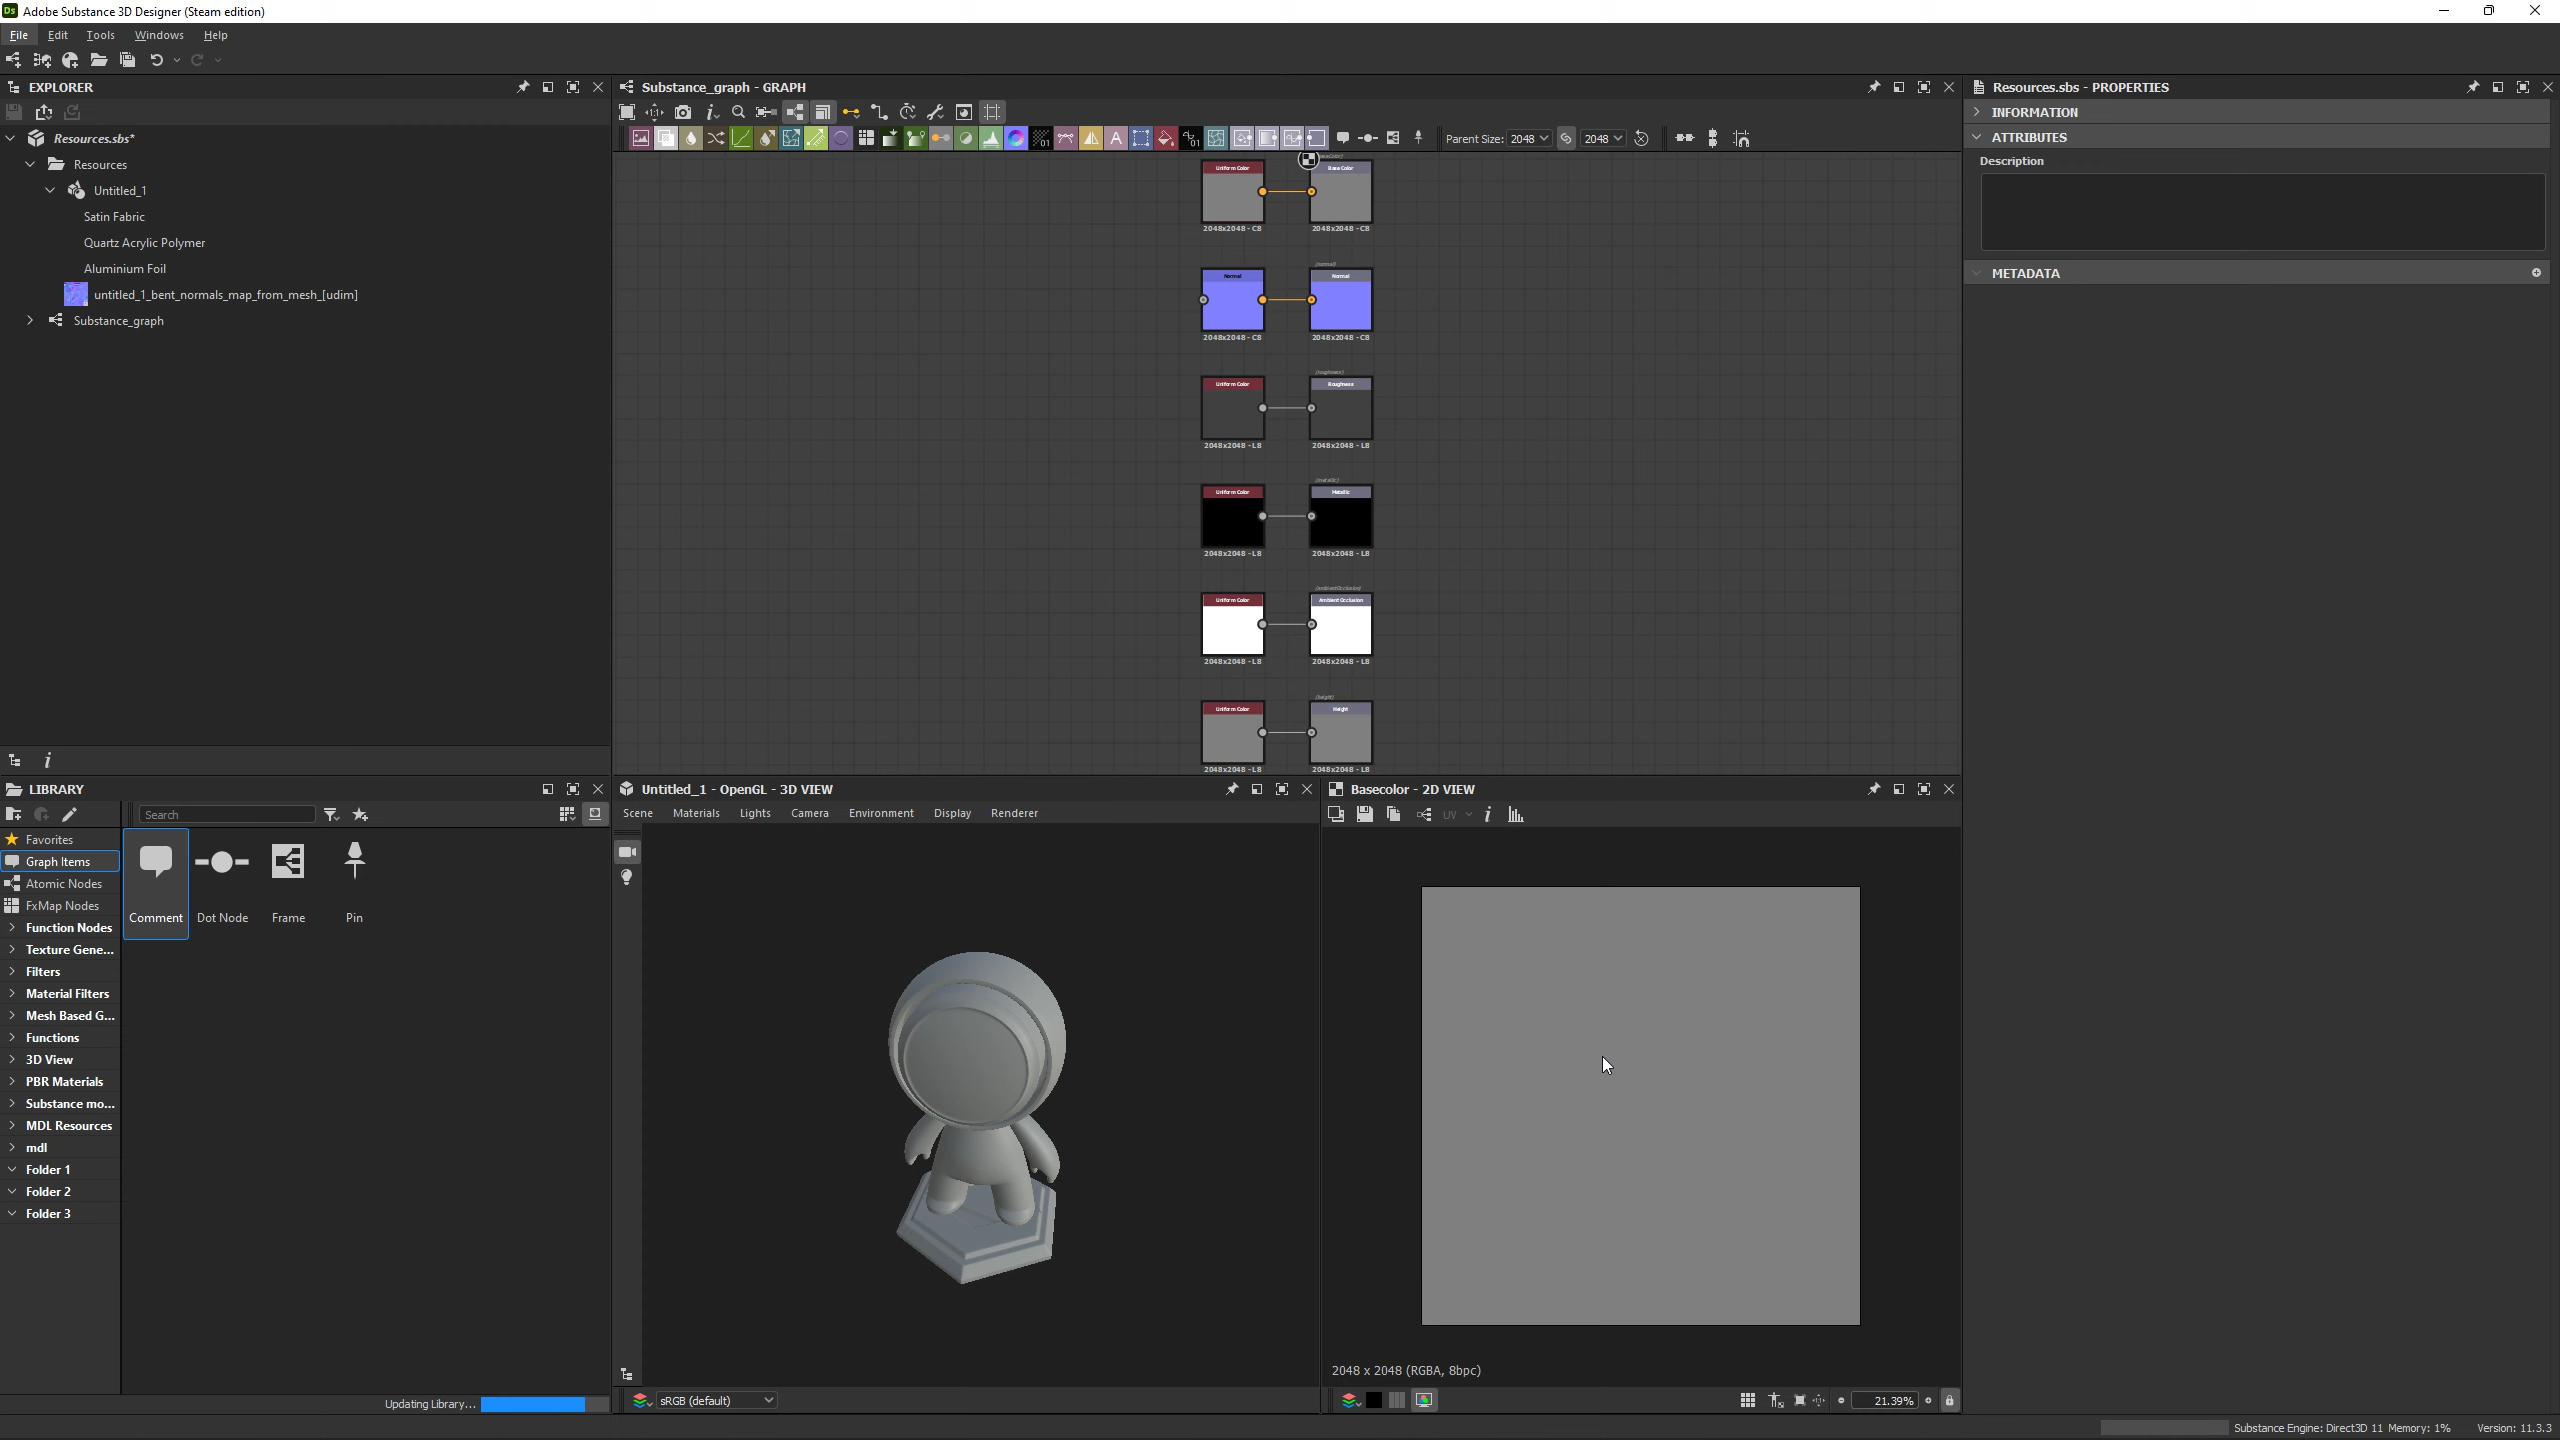 Ds Adobe Substance 3D Designer (Steam edition)
File Edit Tools Windows Help
EXPLORER
Resources.sbs*
Resources
Untitled_1
Satin Fabric
Quartz Acrylic Polymer
Aluminium Foil
untitled_1_bent_normals_map_from_mesh_[udim]
Substance_graph
Substance_graph - GRAPH
Parent Size: 2048 2048
Uniform Color Base Color
2048x2048 - C8 2048x2048 - C8
(normal)
Normal Normal
2048x2048 - C8 2048x2048 - C8
(roughness)
Uniform Color Roughness
2048x2048 - L8 2048x2048 - L8
(metallic)
Uniform Color Metallic
2048x2048 - L8 2048x2048 - L8
(ambientOcclusion)
Uniform Color Ambient Occlusion
2048x2048 - L8 2048x2048 - L8
(height)
Uniform Color Height
2048x2048 - L8 2048x2048 - L8
Resources.sbs - PROPERTIES
INFORMATION
ATTRIBUTES
Description
METADATA
LIBRARY
Search
Favorites
Graph Items
Atomic Nodes
FxMap Nodes
Function Nodes
Texture Gene...
Filters
Material Filters
Mesh Based G...
Functions
3D View
PBR Materials
Substance mo...
MDL Resources
mdl
Folder 1
Folder 2
Folder 3
Comment Dot Node Frame Pin
Updating Library...
Untitled_1 - OpenGL - 3D VIEW
Scene Materials Lights Camera Environment Display Renderer
sRGB (default)
Basecolor - 2D VIEW
UV
2048 x 2048 (RGBA, 8bpc)
21.39%
Substance Engine: Direct3D 11 Memory: 1% Version: 11.3.3